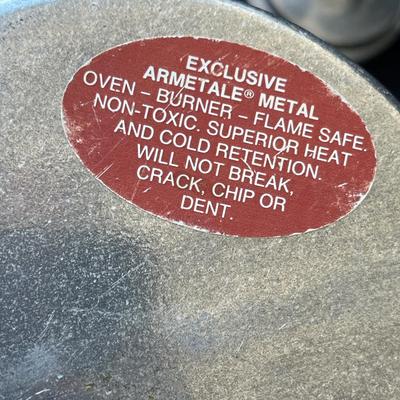 EXCLUSIVE
ARMETALE® METAL
OVEN – BURNER – FLAME SAFE.
NON-TOXIC. SUPERIOR HEAT
AND COLD RETENTION.
WILL NOT BREAK,
CRACK, CHIP OR
DENT.